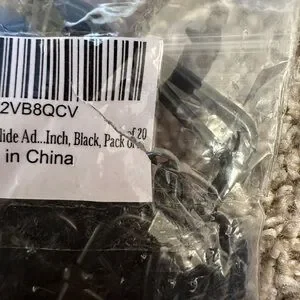 2VB8QCV
lide Ad...Inch, Black, Pack of 20
in China